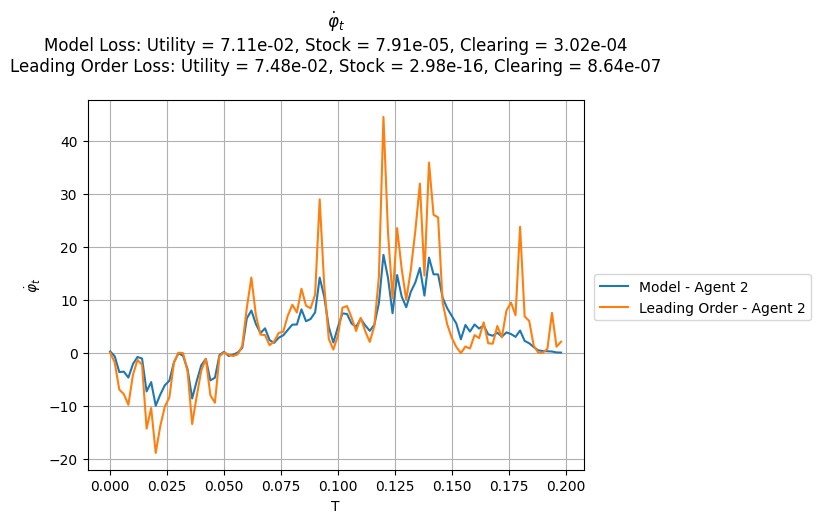 φ̇ₜ
Model Loss: Utility = 7.11e-02, Stock = 7.91e-05, Clearing = 3.02e-04
Leading Order Loss: Utility = 7.48e-02, Stock = 2.98e-16, Clearing = 8.64e-07
φ̇ₜ
40
30
20
10
0
−10
−20
0.000 0.025 0.050 0.075 0.100 0.125 0.150 0.175 0.200
T
Model - Agent 2
Leading Order - Agent 2